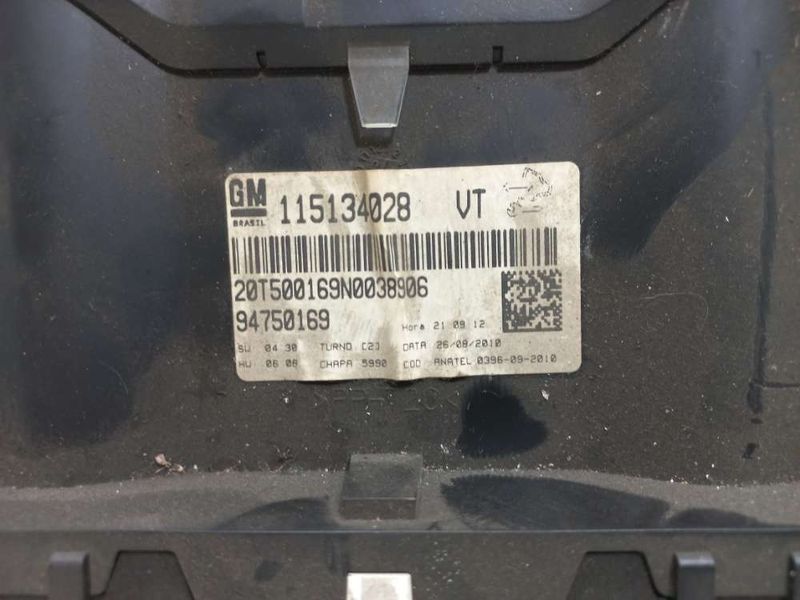 GM
BRASIL
115134028 VT
20T500169N0038906
94750169
Hora 21 09 12
SW 04 30 TURNO [2] DATA 26/08/2010
HW 06 06 CHAPA 5990 COD ANATEL 0396-09-2010